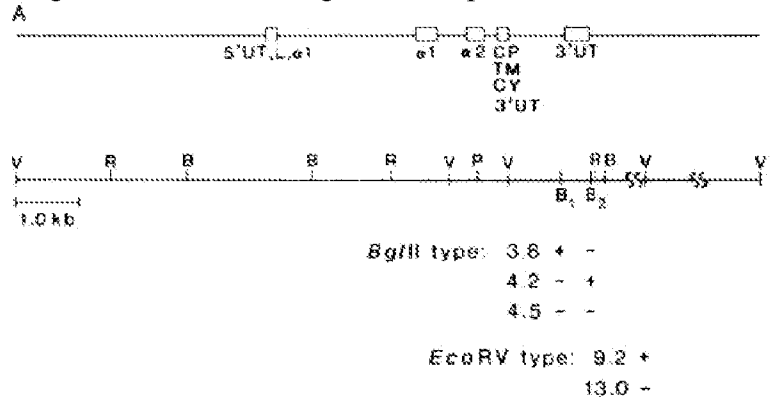 A
5'UT,L,α1 α1 α2 CP 3'UT
TM
CY
3'UT
V R B B R V P V R B V V
B₁ B₂
1.0 kb
BglII type: 3.8 + -
4.2 - +
4.5 - -
EcoRV type: 9.2 +
13.0 -